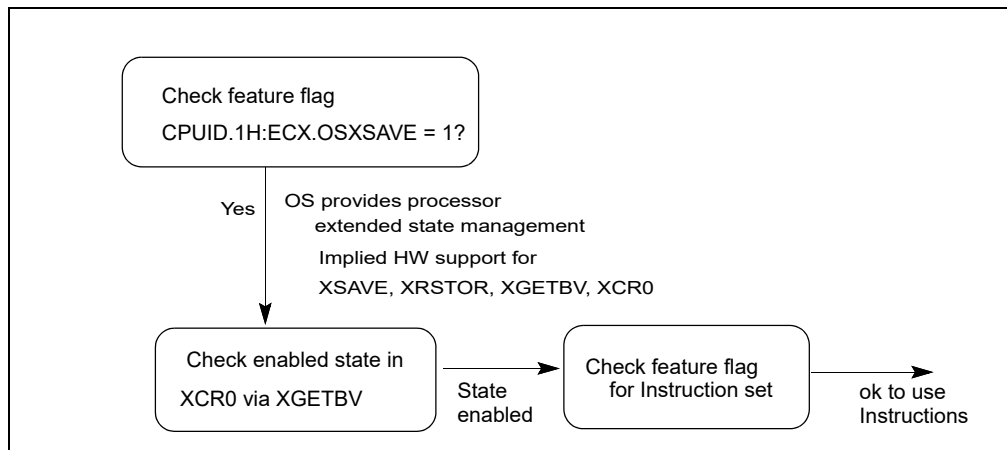 Check feature flag
CPUID.1H:ECX.OSXSAVE = 1?
Yes
OS provides processor
extended state management
Implied HW support for
XSAVE, XRSTOR, XGETBV, XCR0
Check enabled state in
XCR0 via XGETBV
State
enabled
Check feature flag
for Instruction set
ok to use
Instructions